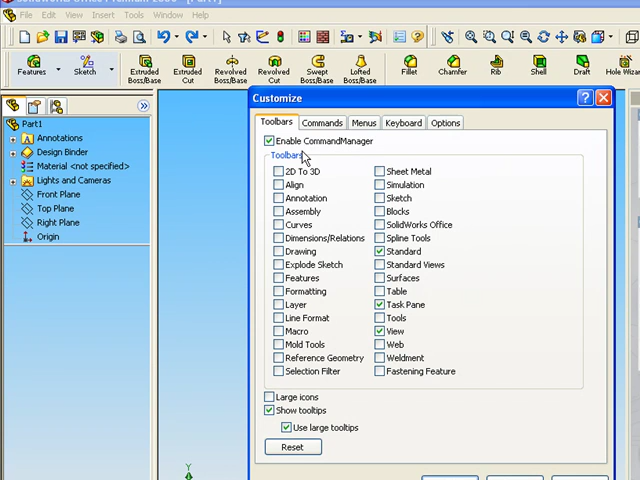 File Edit View Insert Tools Window Help
Features Sketch Extruded Boss/Base Extruded Cut Revolved Boss/Base Revolved Cut Swept Boss/Base Lofted Boss/Base Fillet Chamfer Rib Shell Draft Hole Wizard
Part1
Annotations
Design Binder
Material <not specified>
Lights and Cameras
Front Plane
Top Plane
Right Plane
Origin
Customize
Toolbars Commands Menus Keyboard Options
Enable CommandManager
Toolbars
2D To 3D
Align
Annotation
Assembly
Curves
Dimensions/Relations
Drawing
Explode Sketch
Features
Formatting
Layer
Line Format
Macro
Mold Tools
Reference Geometry
Selection Filter
Sheet Metal
Simulation
Sketch
Blocks
SolidWorks Office
Spline Tools
Standard
Standard Views
Surfaces
Table
Task Pane
Tools
View
Web
Weldment
Fastening Feature
Large icons
Show tooltips
Use large tooltips
Reset
Y